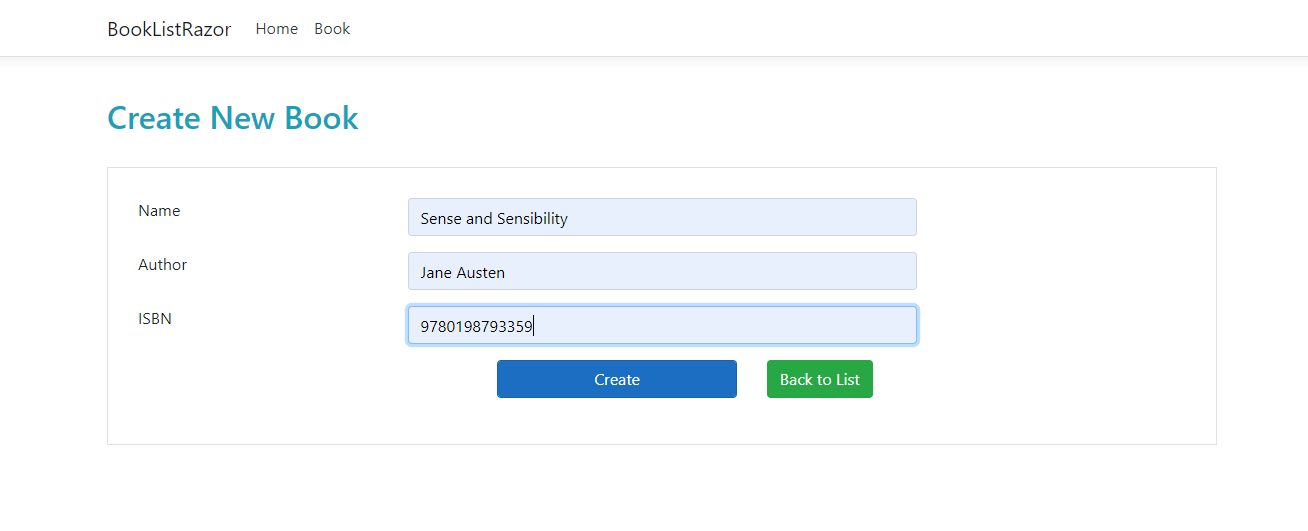 BookListRazor Home Book
Create New Book
Name Sense and Sensibility
Author Jane Austen
ISBN 9780198793359
Create Back to List